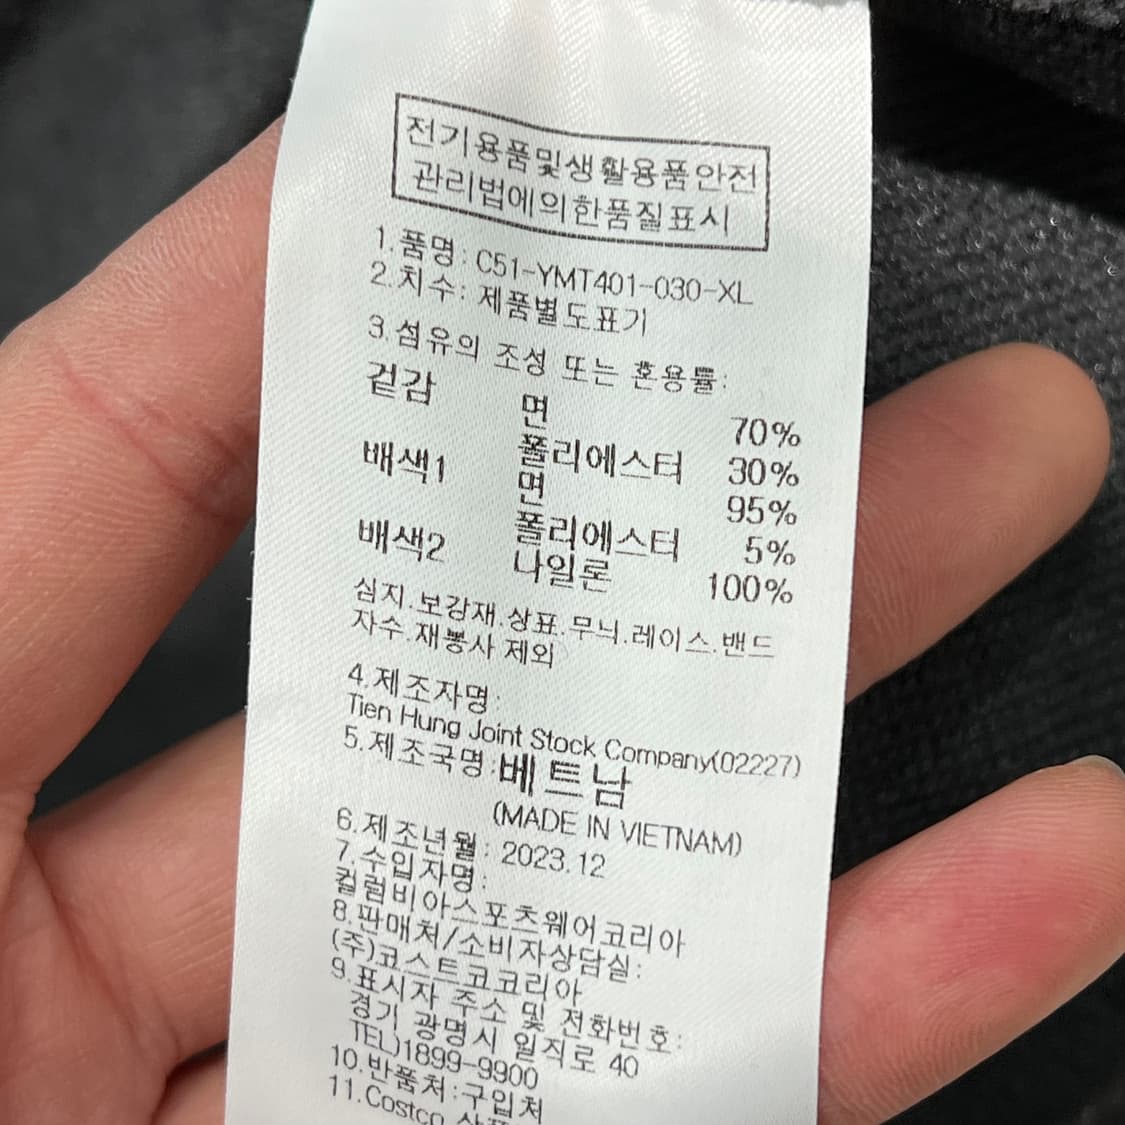 전기용품및생활용품안전
관리법에의한품질표시
1.품명: C51-YMT401-030-XL
2.치수: 제품별도표기
3.섬유의 조성 또는 혼용률:
겉감 면 70%
폴리에스터 30%
배색1 면 95%
폴리에스터 5%
배색2 나일론 100%
심지.보강재.상표.무늬.레이스.밴드
자수.재봉사 제외
4.제조자명:
Tien Hung Joint Stock Company(02227)
5.제조국명:베트남
(MADE IN VIETNAM)
6.제조년월: 2023.12
7.수입자명:
컬럼비아스포츠웨어코리아
8.판매처/소비자상담실:
(주)코스트코코리아
9.표시자 주소 및 전화번호:
경기 광명시 일직로 40
TEL)1899-9900
10.반품처:구입처
11.Costco